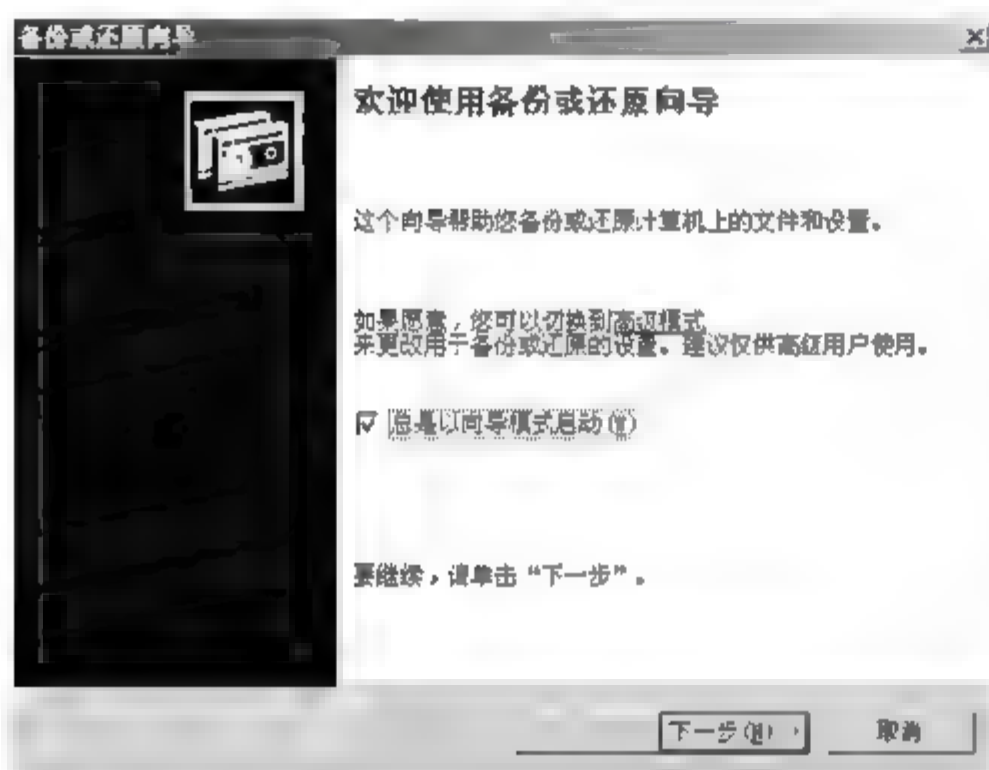 备份或还原向导
欢迎使用备份或还原向导
这个向导帮助您备份或还原计算机上的文件和设置。
如果愿意，您可以切换到高级模式
来更改用于备份或还原的设置。建议仅供高级用户使用。
总是以向导模式启动(W)
要继续，请单击“下一步”。
下一步(N) 取消